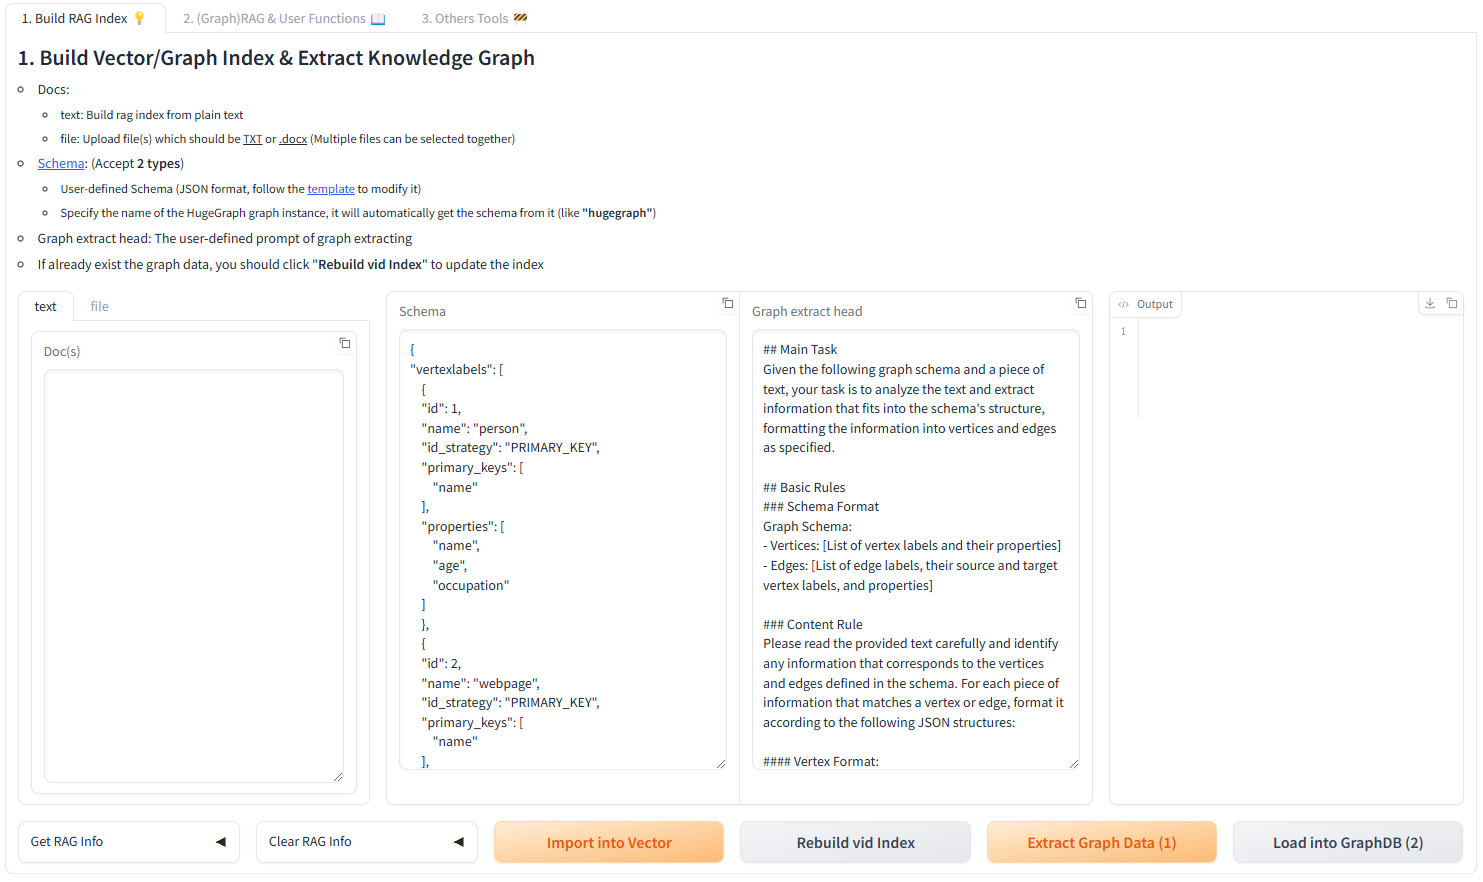 1. Build RAG Index 💡
2. (Graph)RAG & User Functions 📖
3. Others Tools 🚧
1. Build Vector/Graph Index & Extract Knowledge Graph
Docs:
text: Build rag index from plain text
file: Upload file(s) which should be TXT or .docx (Multiple files can be selected together)
Schema: (Accept 2 types)
User-defined Schema (JSON format, follow the template to modify it)
Specify the name of the HugeGraph graph instance, it will automatically get the schema from it (like "hugegraph")
Graph extract head: The user-defined prompt of graph extracting
If already exist the graph data, you should click "Rebuild vid Index" to update the index
text
file
Doc(s)
Schema
{
"vertexlabels": [
{
"id": 1,
"name": "person",
"id_strategy": "PRIMARY_KEY",
"primary_keys": [
"name"
],
"properties": [
"name",
"age",
"occupation"
]
},
{
"id": 2,
"name": "webpage",
"id_strategy": "PRIMARY_KEY",
"primary_keys": [
"name"
],
Graph extract head
## Main Task
Given the following graph schema and a piece of
text, your task is to analyze the text and extract
information that fits into the schema's structure,
formatting the information into vertices and edges
as specified.
## Basic Rules
### Schema Format
Graph Schema:
- Vertices: [List of vertex labels and their properties]
- Edges: [List of edge labels, their source and target
vertex labels, and properties]
### Content Rule
Please read the provided text carefully and identify
any information that corresponds to the vertices
and edges defined in the schema. For each piece of
information that matches a vertex or edge, format it
according to the following JSON structures:
#### Vertex Format:
</> Output
1
Get RAG Info ◀
Clear RAG Info ◀
Import into Vector
Rebuild vid Index
Extract Graph Data (1)
Load into GraphDB (2)